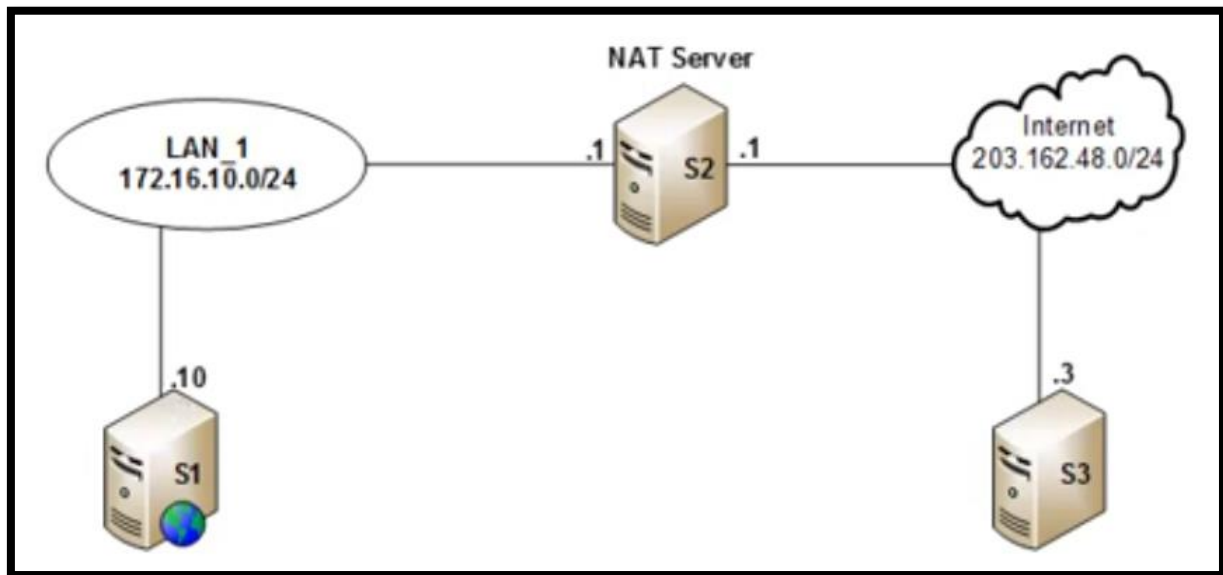 NAT Server
LAN_1
172.16.10.0/24
.1
S2
.1
Internet
203.162.48.0/24
.10
S1
.3
S3